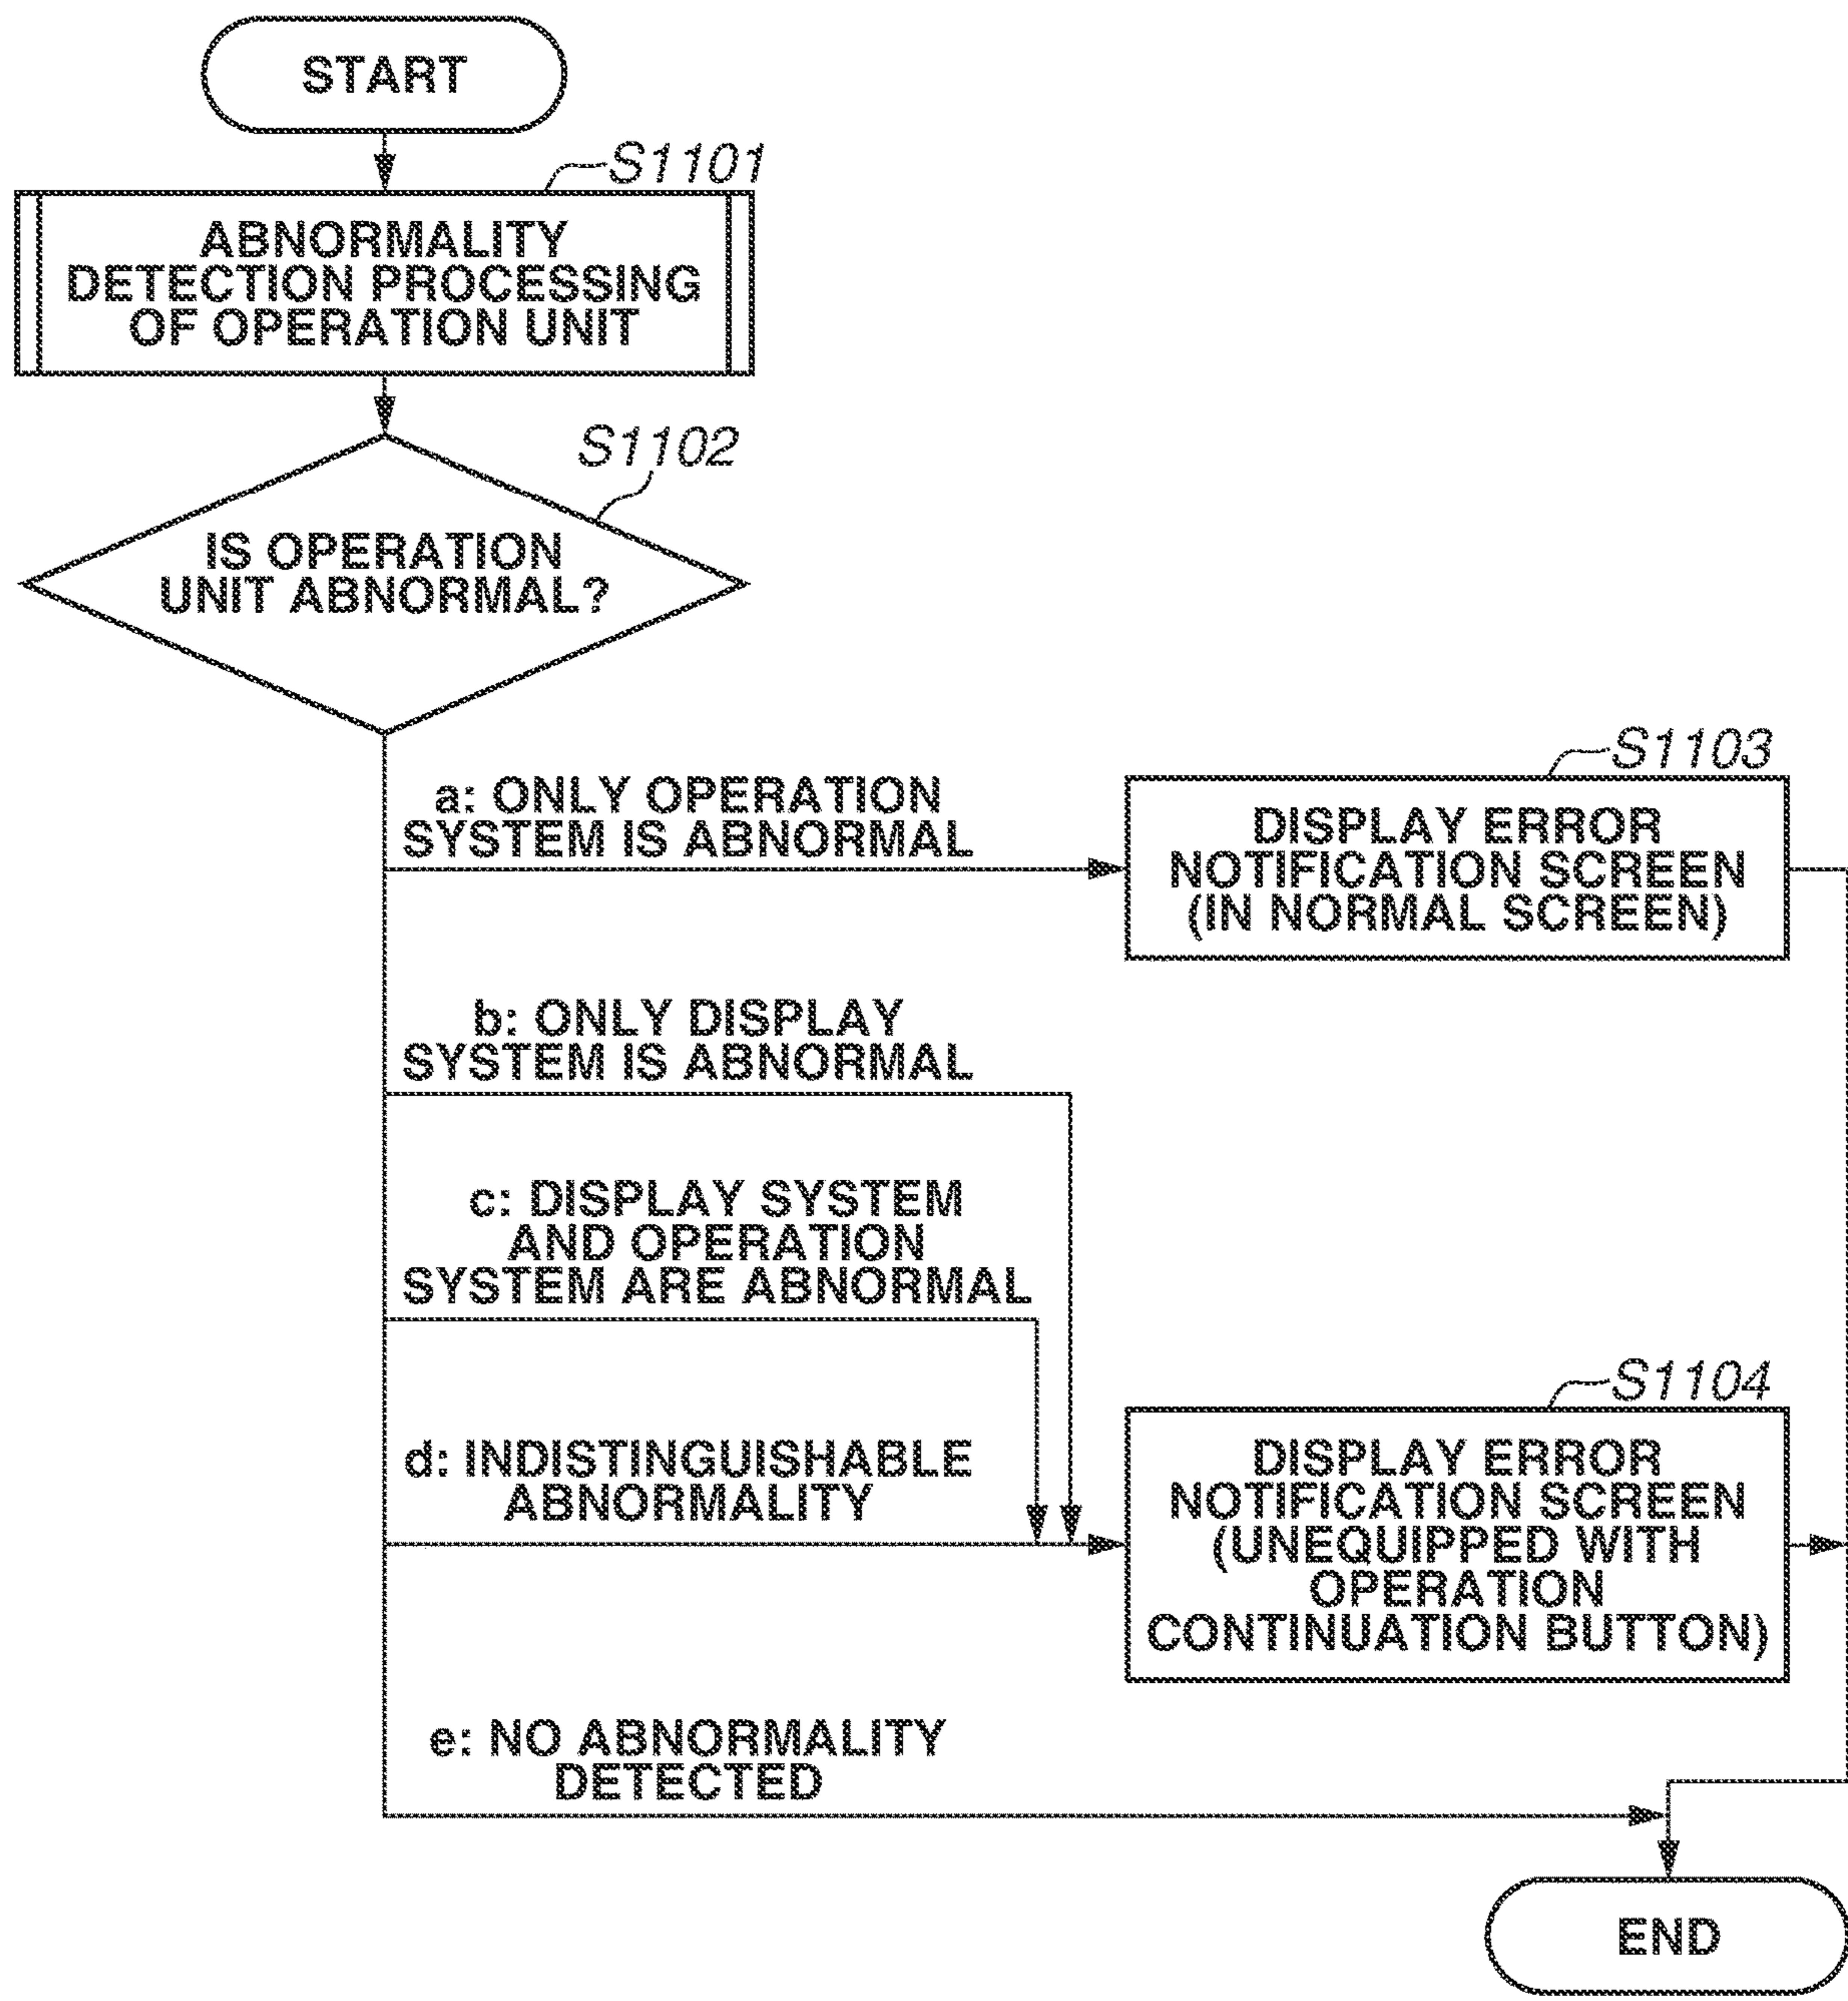 START
S1101
ABNORMALITY
DETECTION PROCESSING
OF OPERATION UNIT
S1102
IS OPERATION
UNIT ABNORMAL?
a: ONLY OPERATION
SYSTEM IS ABNORMAL
S1103
DISPLAY ERROR
NOTIFICATION SCREEN
(IN NORMAL SCREEN)
b: ONLY DISPLAY
SYSTEM IS ABNORMAL
c: DISPLAY SYSTEM
AND OPERATION
SYSTEM ARE ABNORMAL
d: INDISTINGUISHABLE
ABNORMALITY
S1104
DISPLAY ERROR
NOTIFICATION SCREEN
(UNEQUIPPED WITH
OPERATION
CONTINUATION BUTTON)
e: NO ABNORMALITY
DETECTED
END